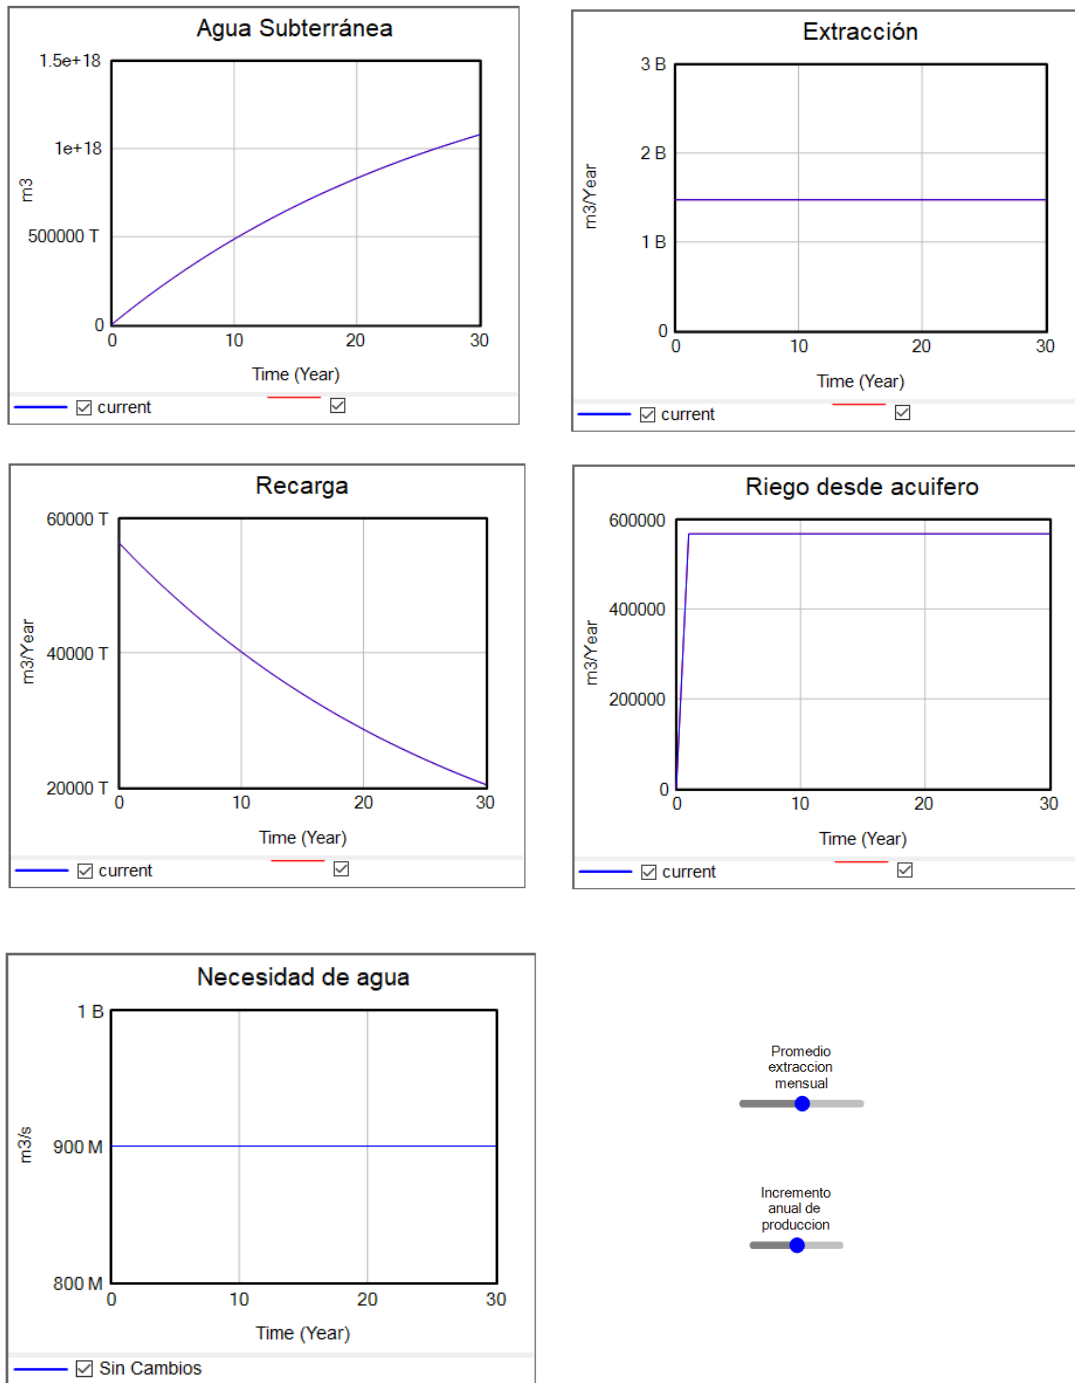 Agua Subterránea
1.5e+18
1e+18
500000 T
0
m3
0 10 20 30
Time (Year)
current
Extracción
3 B
2 B
1 B
0
m3/Year
0 10 20 30
Time (Year)
current
Recarga
60000 T
40000 T
20000 T
m3/Year
0 10 20 30
Time (Year)
current
Riego desde acuifero
600000
400000
200000
0
m3/Year
0 10 20 30
Time (Year)
current
Necesidad de agua
1 B
900 M
800 M
m3/s
0 10 20 30
Time (Year)
Sin Cambios
Promedio
extraccion
mensual
Incremento
anual de
produccion